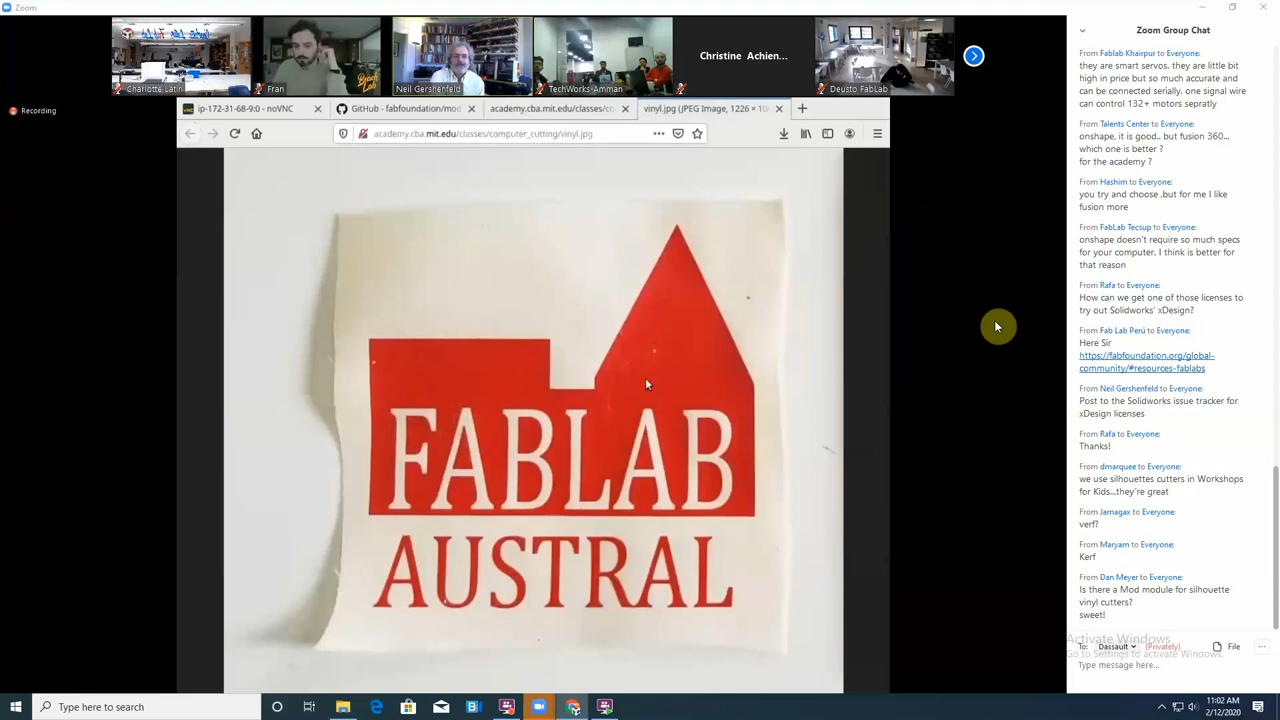 Zoom
Recording
Charlotte Latin
Fran
Neil Gershenfeld
TechWorks-Amman
Christine Achien...
Deusto FabLab
ip-172-31-68-9:0 - noVNC
GitHub - fabfoundation/mod
academy.cba.mit.edu/classes/co
vinyl.jpg (JPEG Image, 1226 × 10
academy.cba.mit.edu/classes/computer_cutting/vinyl.jpg
FABLAB
AUSTRAL
Zoom Group Chat
From Fablab Khairpur to Everyone:
they are smart servos. they are little bit
high in price but so much accurate and
can be connected serially. one signal wire
can control 132+ motors sepratly
From Talents Center to Everyone:
onshape, it is good.. but fusion 360...
which one is better ?
for the academy ?
From Hashim to Everyone:
you try and choose ,but for me I like
fusion more
From FabLab Tecsup to Everyone:
onshape doesn't require so much specs
for your computer. I think is better for
that reason
From Rafa to Everyone:
How can we get one of those licenses to
try out Solidworks' xDesign?
From Fab Lab Perú to Everyone:
Here Sir
https://fabfoundation.org/global-
community/#resources-fablabs
From Neil Gershenfeld to Everyone:
Post to the Solidworks issue tracker for
xDesign licenses
From Rafa to Everyone:
Thanks!
From dmarquee to Everyone:
we use silhouettes cutters in Workshops
for Kids...they're great
From Jamagax to Everyone:
verf?
From Maryam to Everyone:
Kerf
From Dan Meyer to Everyone:
Is there a Mod module for silhouette
vinyl cutters?
sweet!
Activate Windows
Go to Settings to activate Windows.
To: Dassault (Privately) File
Type message here...
Type here to search
11:02 AM
2/12/2020